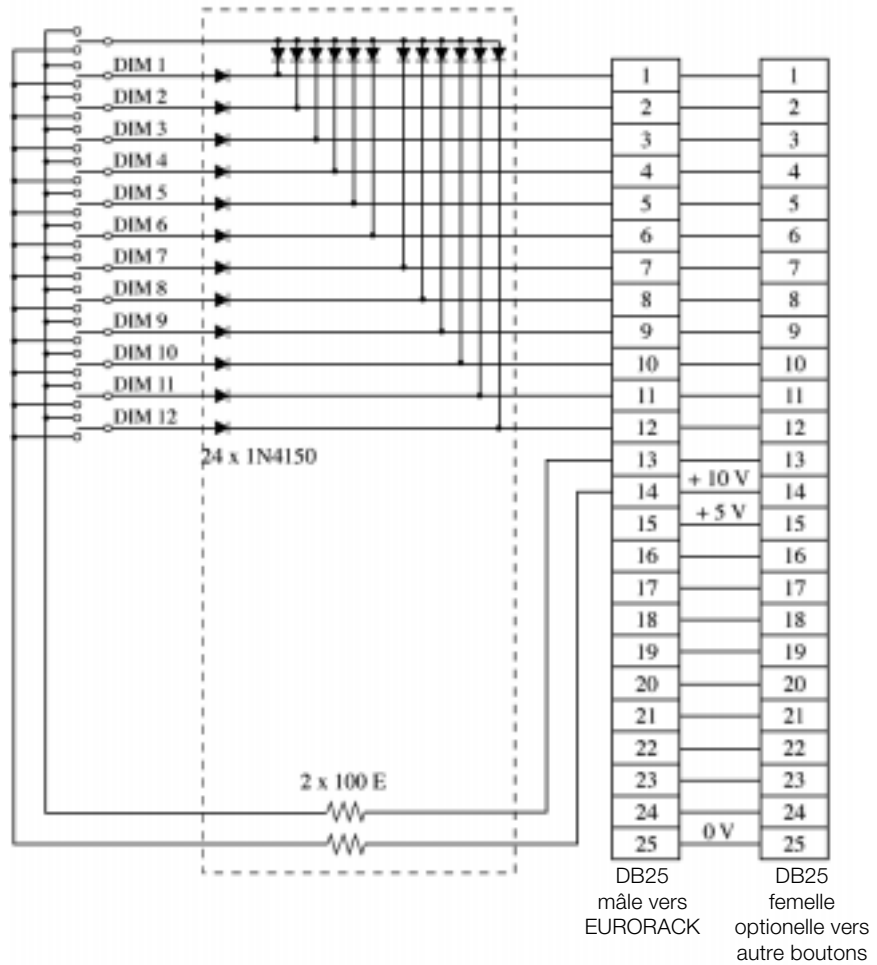 DIM 1
DIM 2
DIM 3
DIM 4
DIM 5
DIM 6
DIM 7
DIM 8
DIM 9
DIM 10
DIM 11
DIM 12
24 x 1N4150
2 x 100 E
1 1
2 2
3 3
4 4
5 5
6 6
7 7
8 8
9 9
10 10
11 11
12 12
13 13
+ 10 V
14 14
+ 5 V
15 15
16 16
17 17
18 18
19 19
20 20
21 21
22 22
23 23
24 24
0 V
25 25
DB25
mâle vers
EURORACK
DB25
femelle
optionelle vers
autre boutons